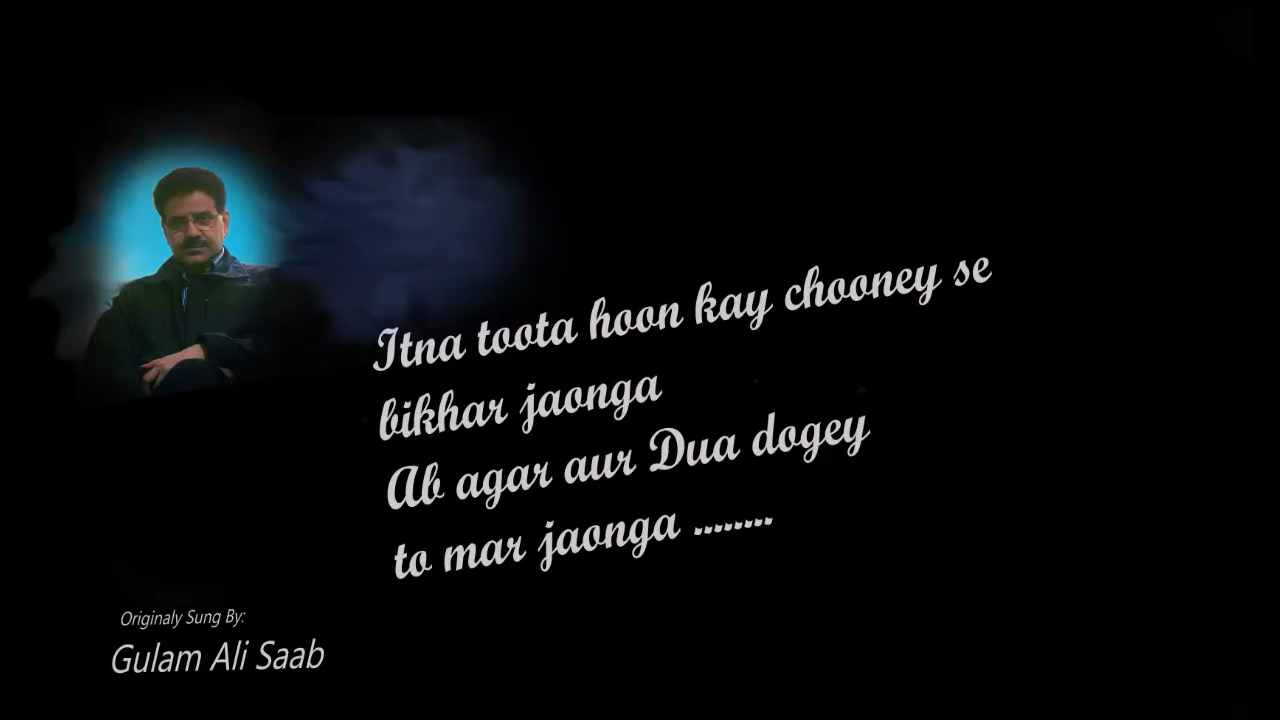 Itna toota hoon kay chooney se
bikhar jaonga
Ab agar aur Dua dogey
to mar jaonga ........
Originaly Sung By:
Gulam Ali Saab